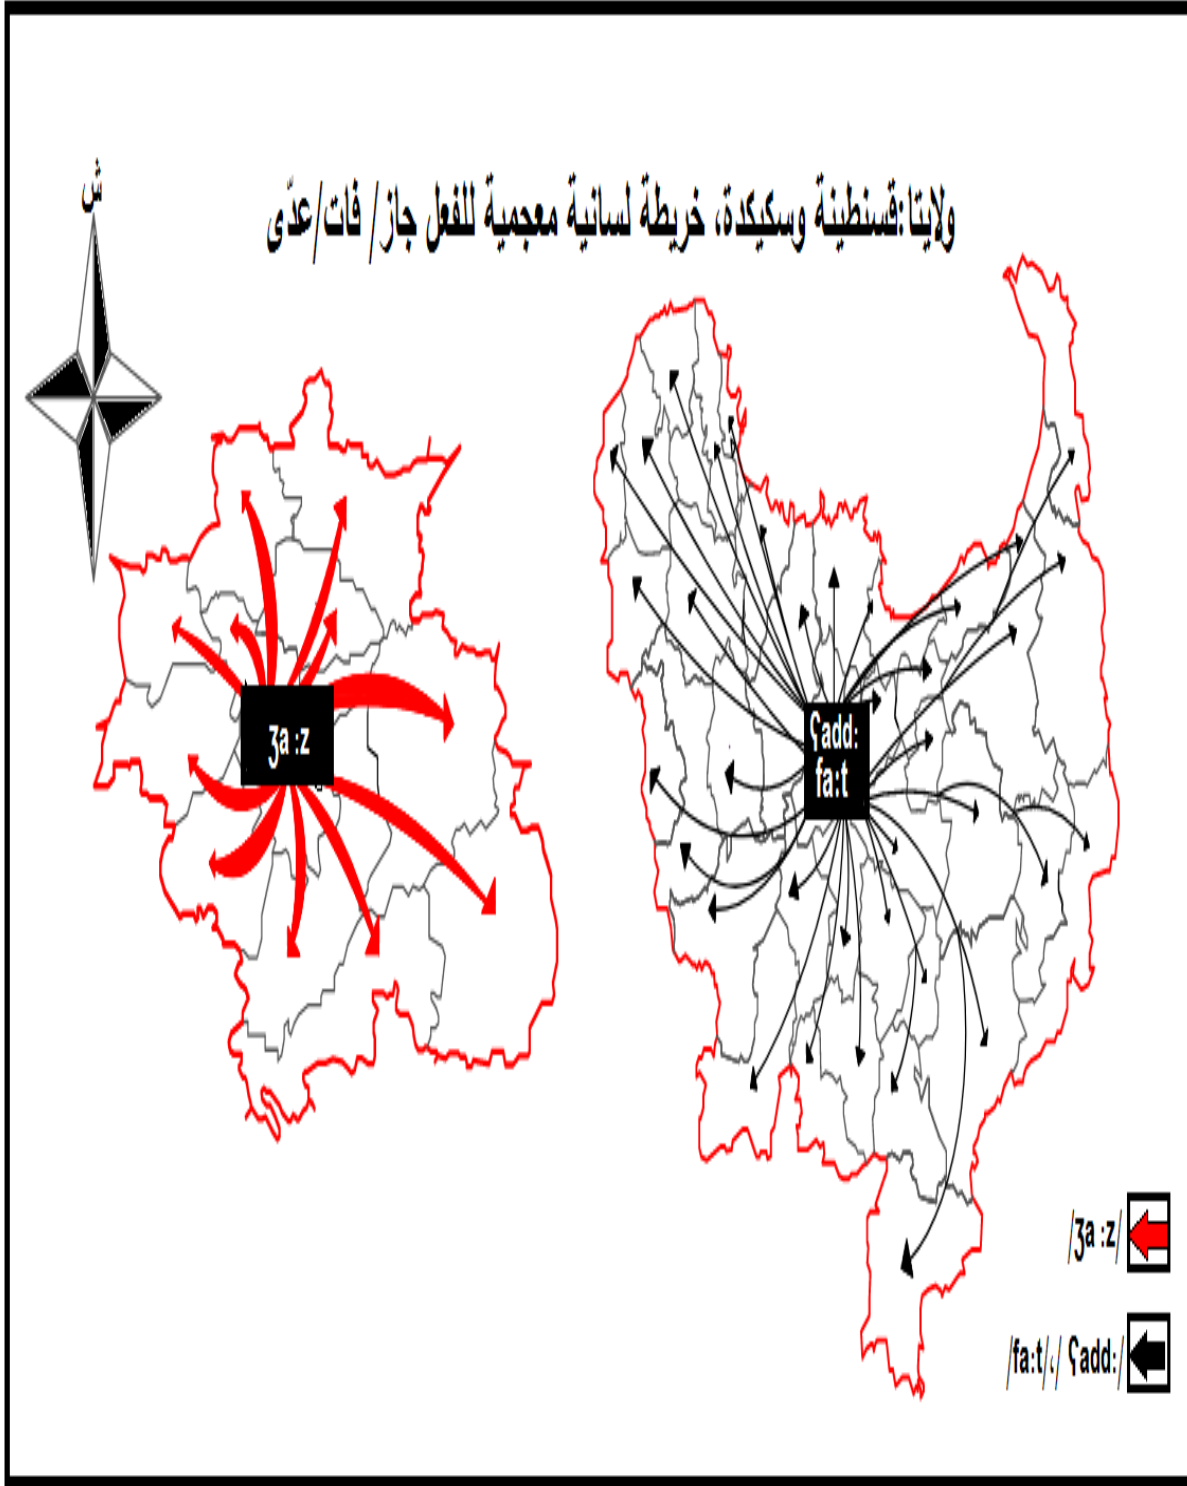 ش
ولايتا:قسنطينة وسكيكدة، خريطة لسانية معجمية للفعل جاز/ فات/عدّى
ʒa :z
ʕadd:
fa:t
/ʒa :z/
/fa:t/،/ ʕadd:/